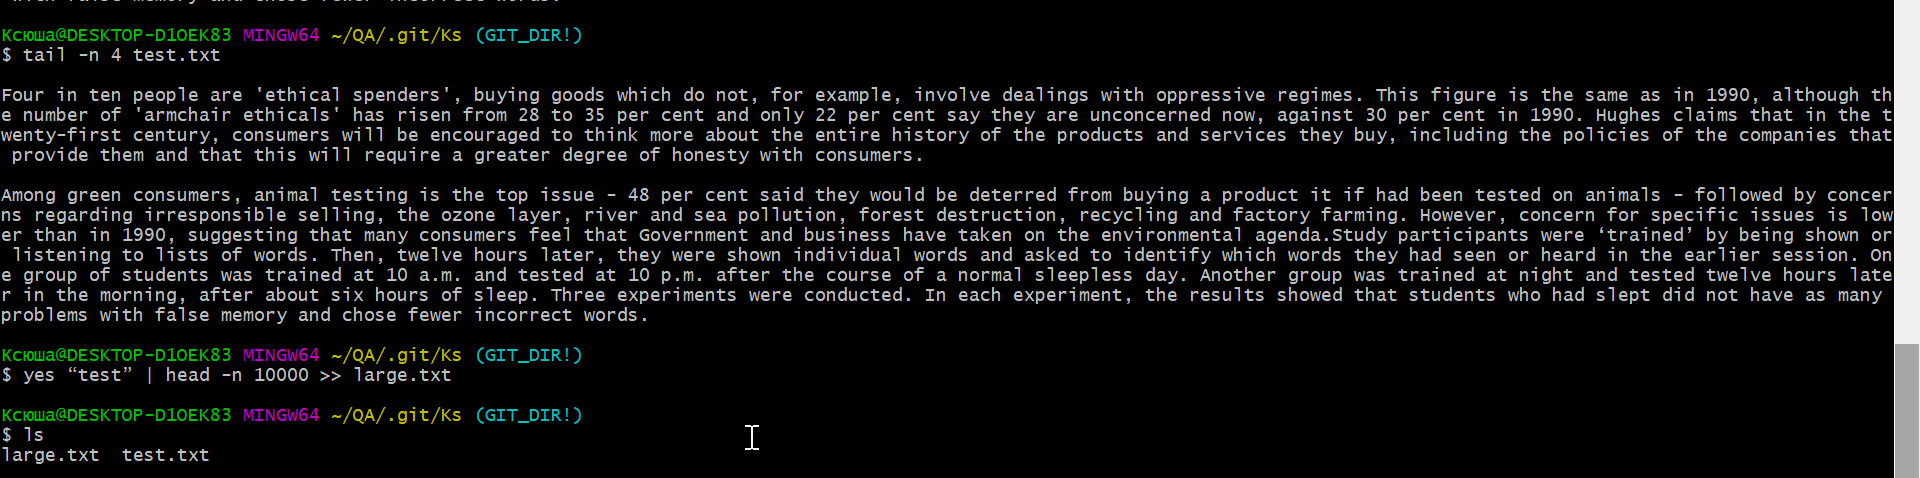 Ксюша@DESKTOP-D1OEK83 MINGW64 ~/QA/.git/Ks (GIT_DIR!)
$ tail -n 4 test.txt
Four in ten people are 'ethical spenders', buying goods which do not, for example, involve dealings with oppressive regimes. This figure is the same as in 1990, although th
e number of 'armchair ethicals' has risen from 28 to 35 per cent and only 22 per cent say they are unconcerned now, against 30 per cent in 1990. Hughes claims that in the t
wenty-first century, consumers will be encouraged to think more about the entire history of the products and services they buy, including the policies of the companies that
provide them and that this will require a greater degree of honesty with consumers.
Among green consumers, animal testing is the top issue - 48 per cent said they would be deterred from buying a product it if had been tested on animals - followed by concer
ns regarding irresponsible selling, the ozone layer, river and sea pollution, forest destruction, recycling and factory farming. However, concern for specific issues is low
er than in 1990, suggesting that many consumers feel that Government and business have taken on the environmental agenda.Study participants were ‘trained’ by being shown or
listening to lists of words. Then, twelve hours later, they were shown individual words and asked to identify which words they had seen or heard in the earlier session. On
e group of students was trained at 10 a.m. and tested at 10 p.m. after the course of a normal sleepless day. Another group was trained at night and tested twelve hours late
r in the morning, after about six hours of sleep. Three experiments were conducted. In each experiment, the results showed that students who had slept did not have as many
problems with false memory and chose fewer incorrect words.
Ксюша@DESKTOP-D1OEK83 MINGW64 ~/QA/.git/Ks (GIT_DIR!)
$ yes “test” | head -n 10000 >> large.txt
Ксюша@DESKTOP-D1OEK83 MINGW64 ~/QA/.git/Ks (GIT_DIR!)
$ ls
large.txt  test.txt